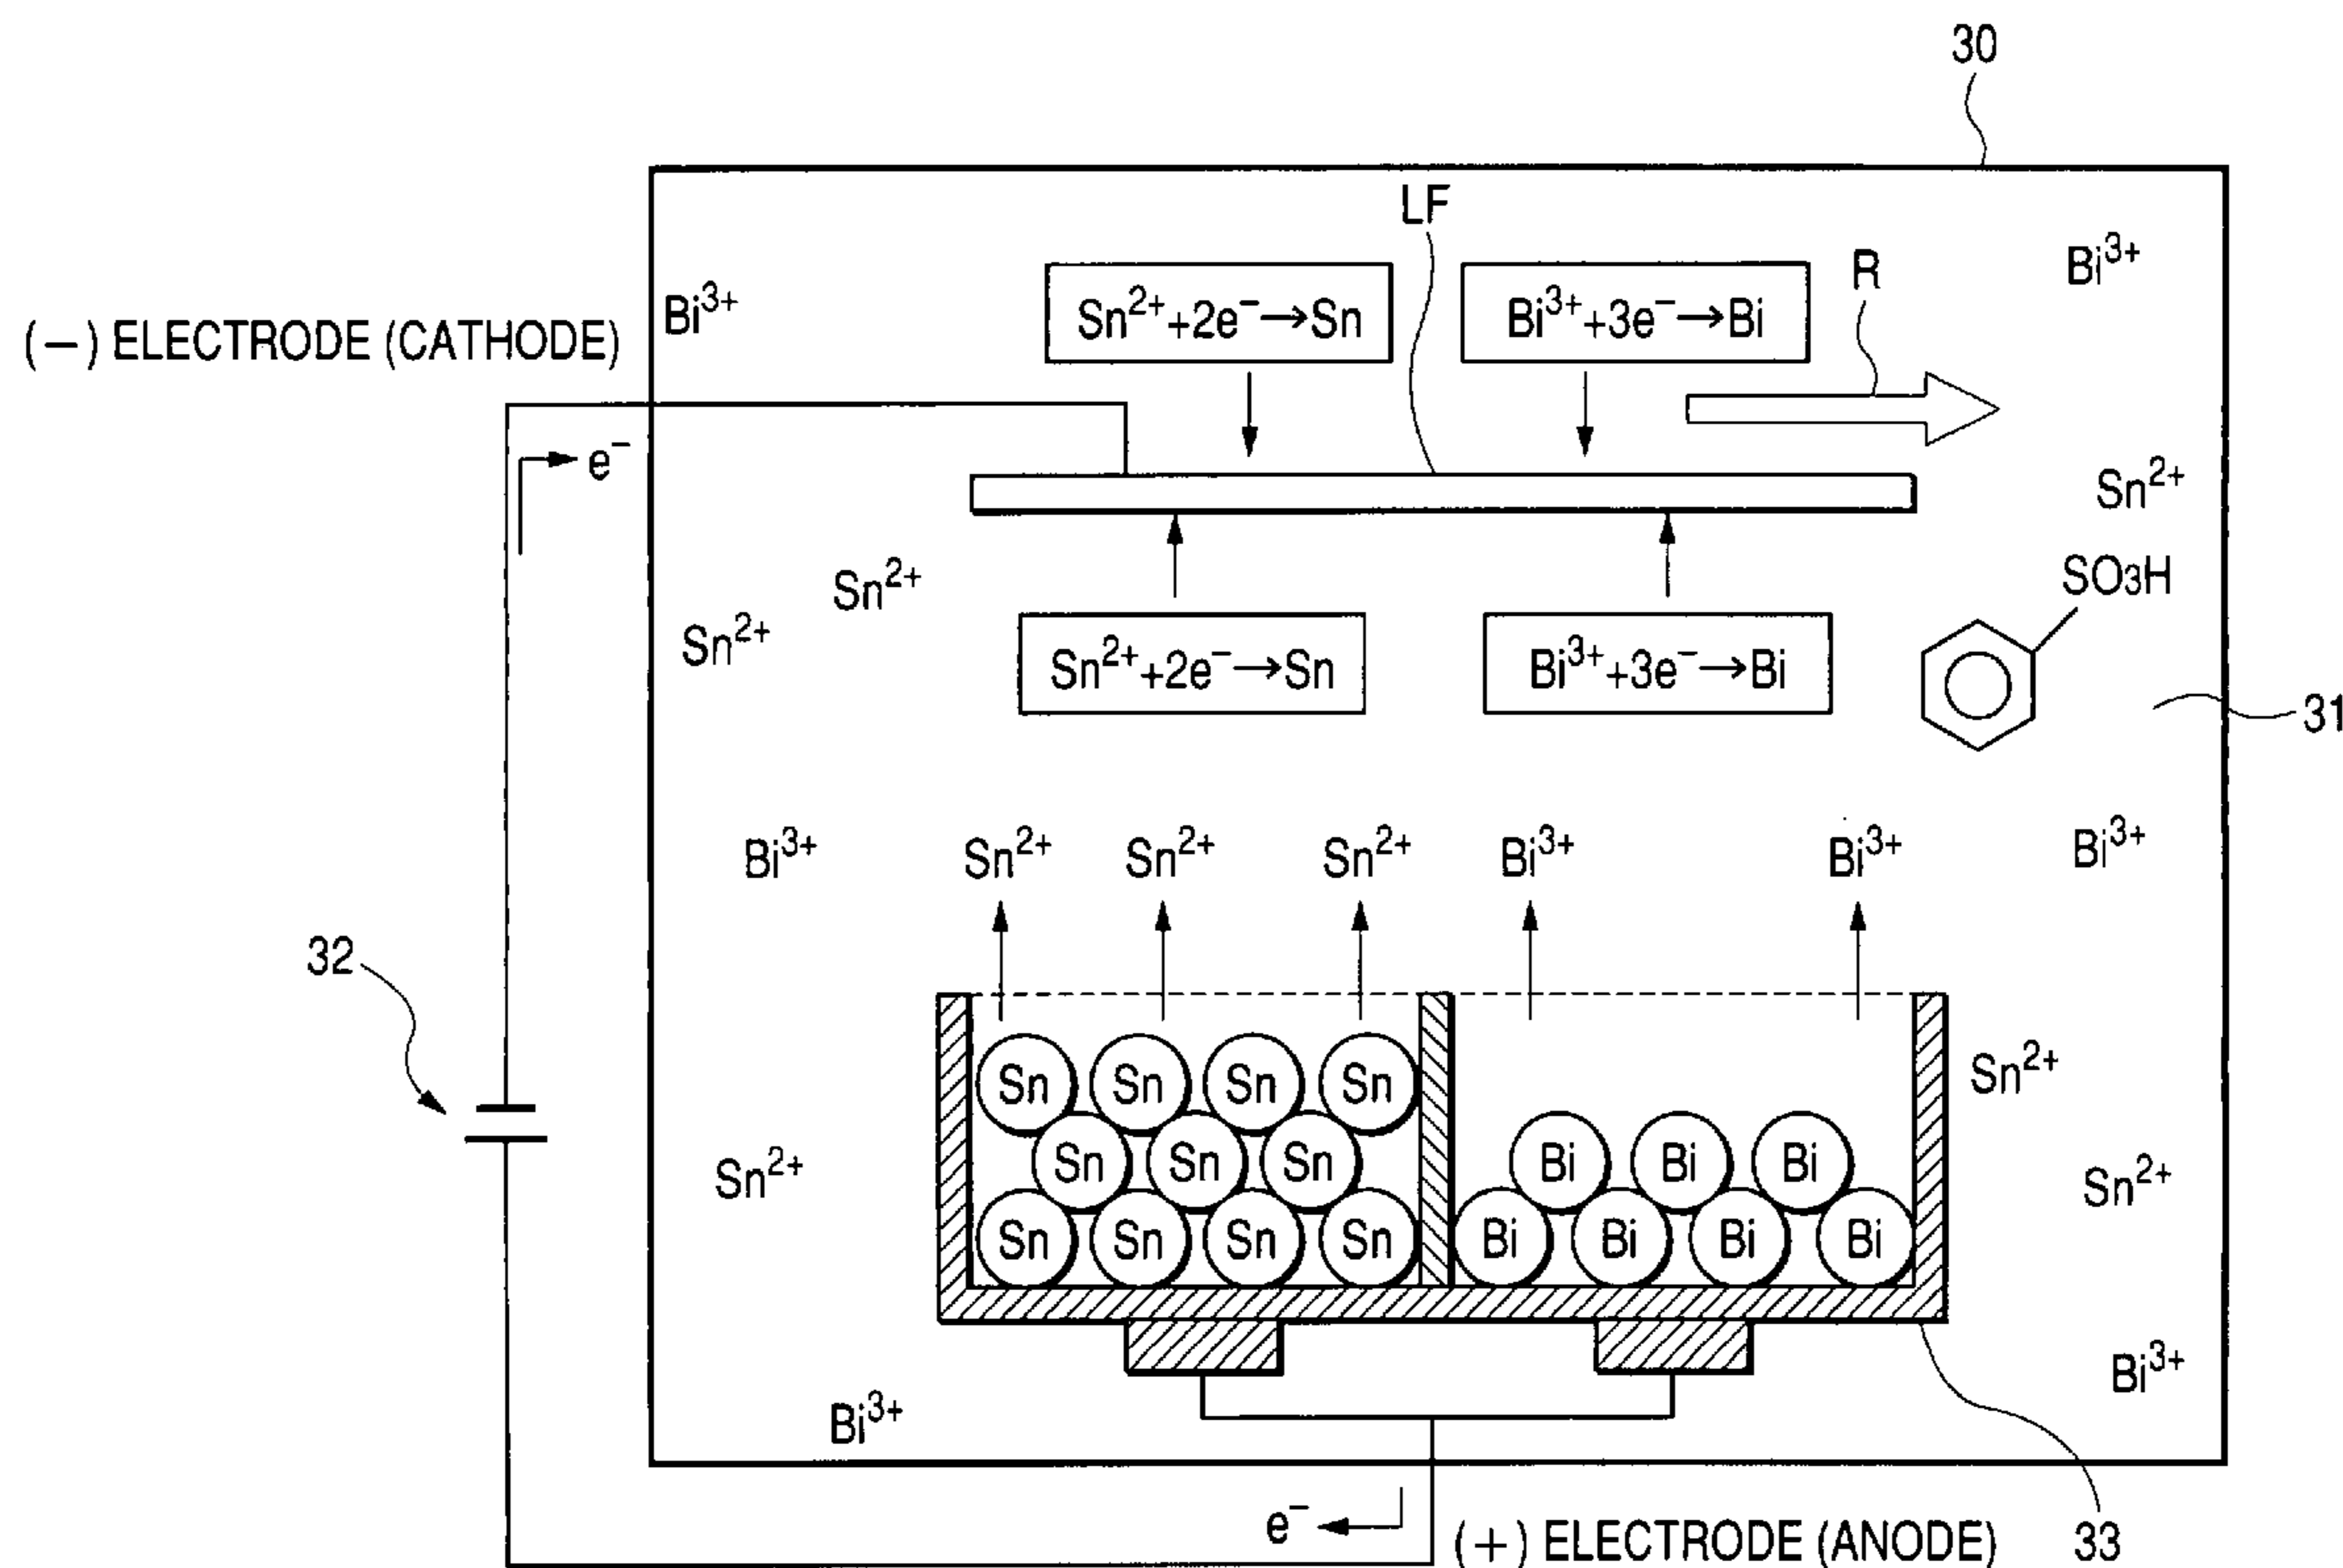 30
LF
Bi³⁺
R
Sn²⁺+2e⁻→Sn
Bi³⁺+3e⁻→Bi
Bi³⁺
(−) ELECTRODE (CATHODE)
e⁻
Sn²⁺
Sn²⁺
SO3H
Sn²⁺
Sn²⁺+2e⁻→Sn
Bi³⁺+3e⁻→Bi
31
Bi³⁺
Sn²⁺
Sn²⁺
Sn²⁺
Bi³⁺
Bi³⁺
Bi³⁺
32
Sn Sn Sn Sn
Sn²⁺
Sn²⁺
Sn Sn Sn
Bi Bi Bi
Sn²⁺
Sn Sn Sn Sn
Bi Bi Bi Bi
Bi³⁺
Bi³⁺
e⁻
(+) ELECTRODE (ANODE)
33